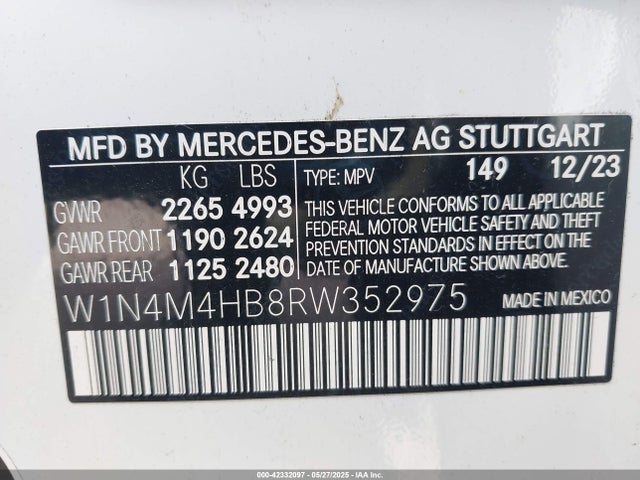 MFD BY MERCEDES-BENZ AG STUTTGART
KG LBS
GVWR 2265 4993
GAWR FRONT 1190 2624
GAWR REAR 1125 2480
TYPE: MPV 149 12/23
THIS VEHICLE CONFORMS TO ALL APPLICABLE
FEDERAL MOTOR VEHICLE SAFETY AND THEFT
PREVENTION STANDARDS IN EFFECT ON THE
DATE OF MANUFACTURE SHOWN ABOVE.
W1N4M4HB8RW352975
MADE IN MEXICO
000-42332097 - 05/27/2025 - IAA, Inc.